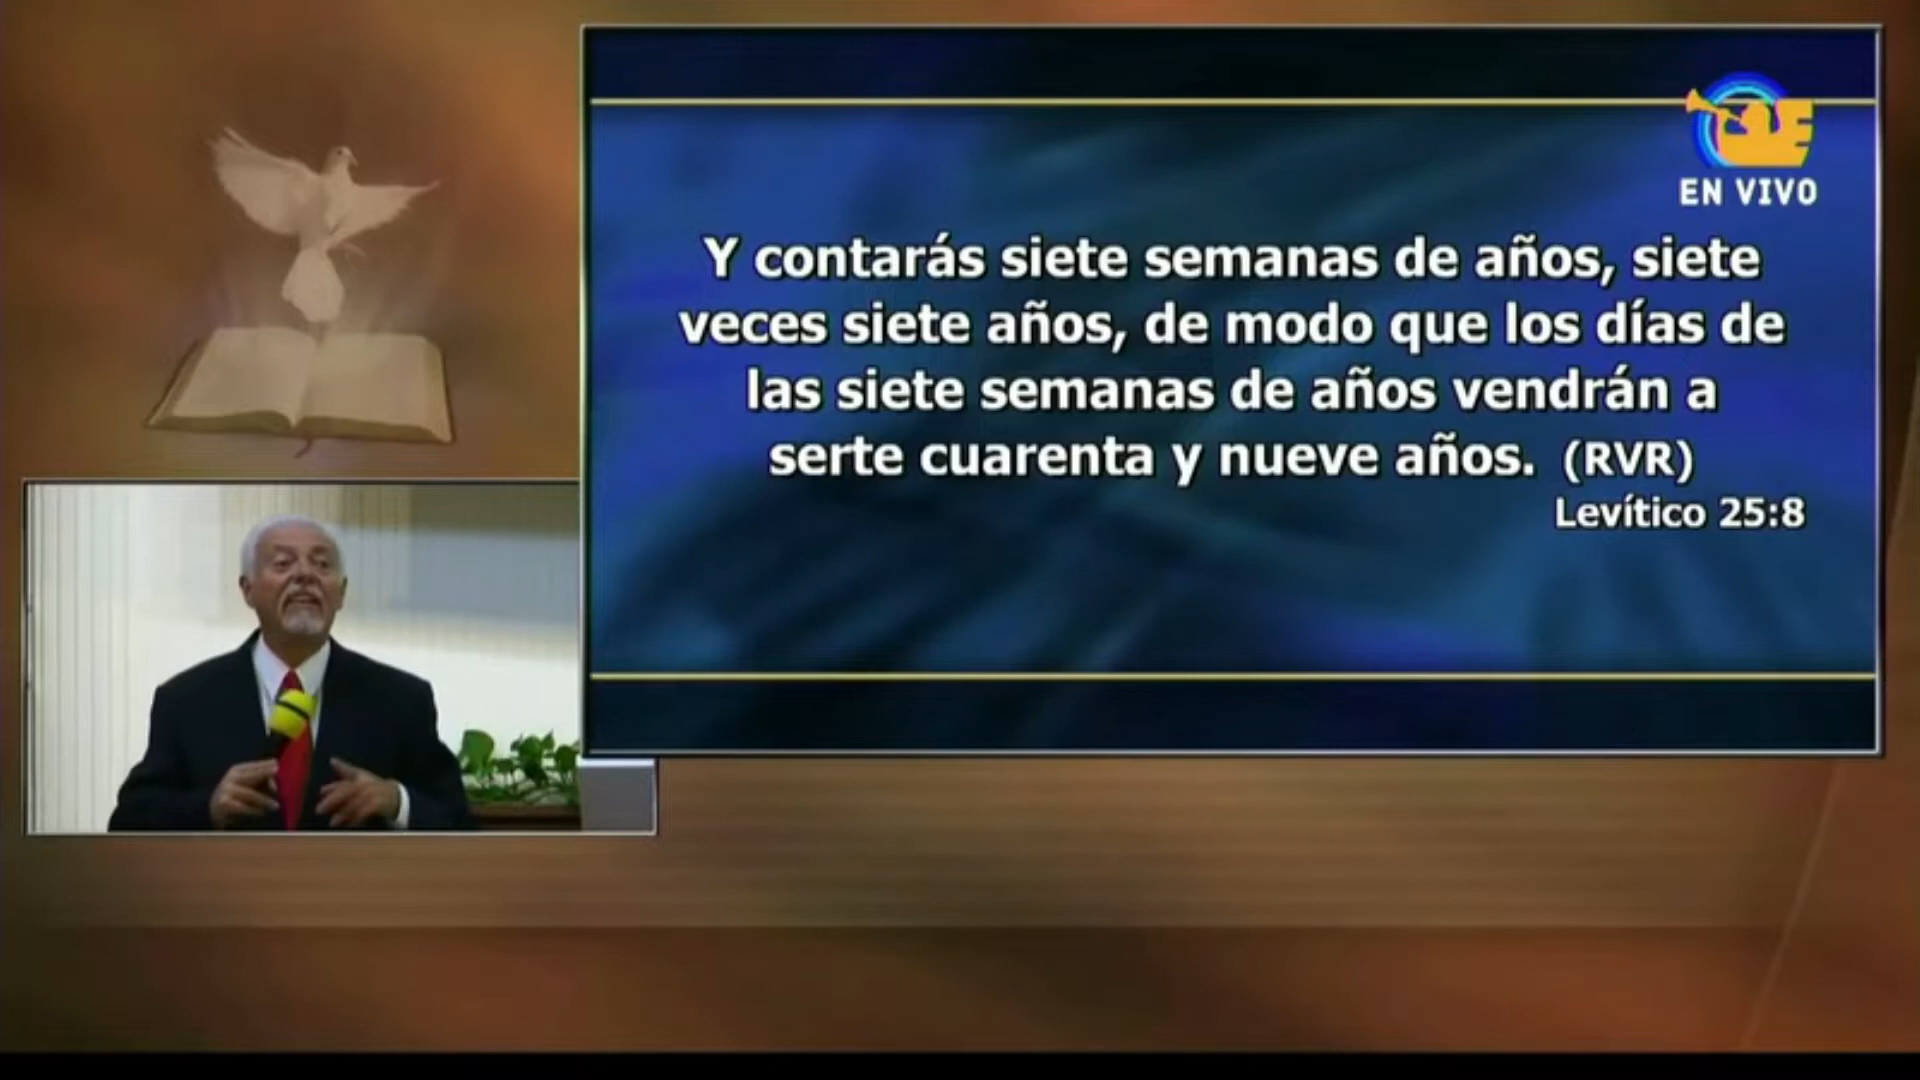 EN VIVO
Y contarás siete semanas de años, siete
veces siete años, de modo que los días de
las siete semanas de años vendrán a
serte cuarenta y nueve años. (RVR)
Levítico 25:8